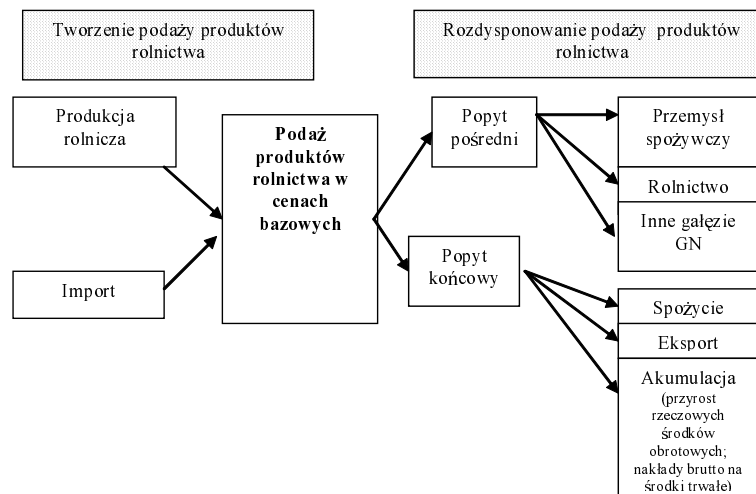 Tworzenie podaży produktów
rolnictwa
Rozdysponowanie podaży produktów
rolnictwa
Produkcja
rolnicza
Import
Podaż
produktów
rolnictwa w
cenach
bazowych
Popyt
pośredni
Popyt
końcowy
Przemysł
spożywczy
Rolnictwo
Inne gałęzie
GN
Spożycie
Eksport
Akumulacja
(przyrost
rzeczowych
środków
obrotowych;
nakłady brutto na
środki trwałe)